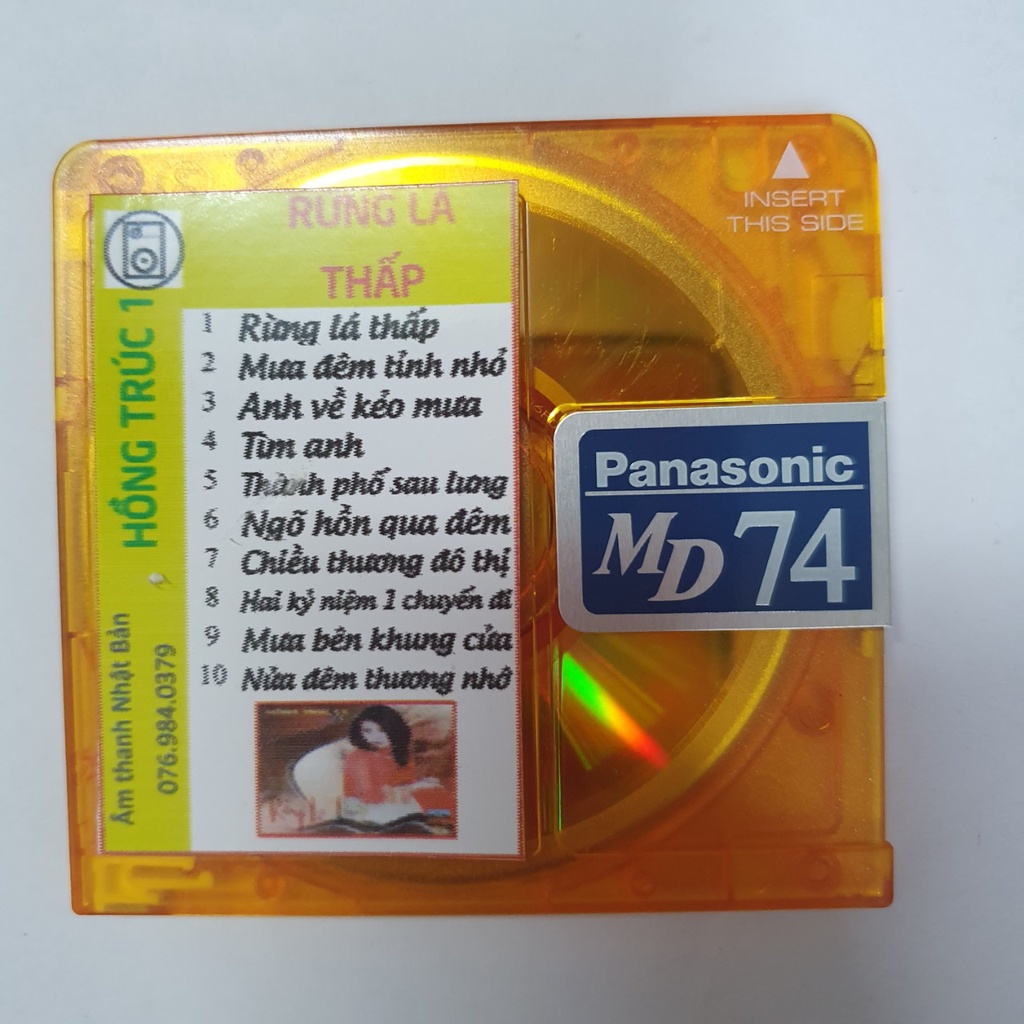 RỪNG LÁ
THẤP
1 Rừng lá thấp
2 Mưa đêm tỉnh nhỏ
3 Anh về kẻo mưa
4 Tìm anh
5 Thành phố sau lưng
6 Ngõ hồn qua đêm
7 Chiều thương đô thị
8 Hai kỷ niệm 1 chuyến đi
9 Mưa bên khung cửa
10 Nửa đêm thương nhớ
HỒNG TRÚC 1
Âm thanh Nhật Bản
076.984.0379
INSERT
THIS SIDE
Panasonic
MD 74